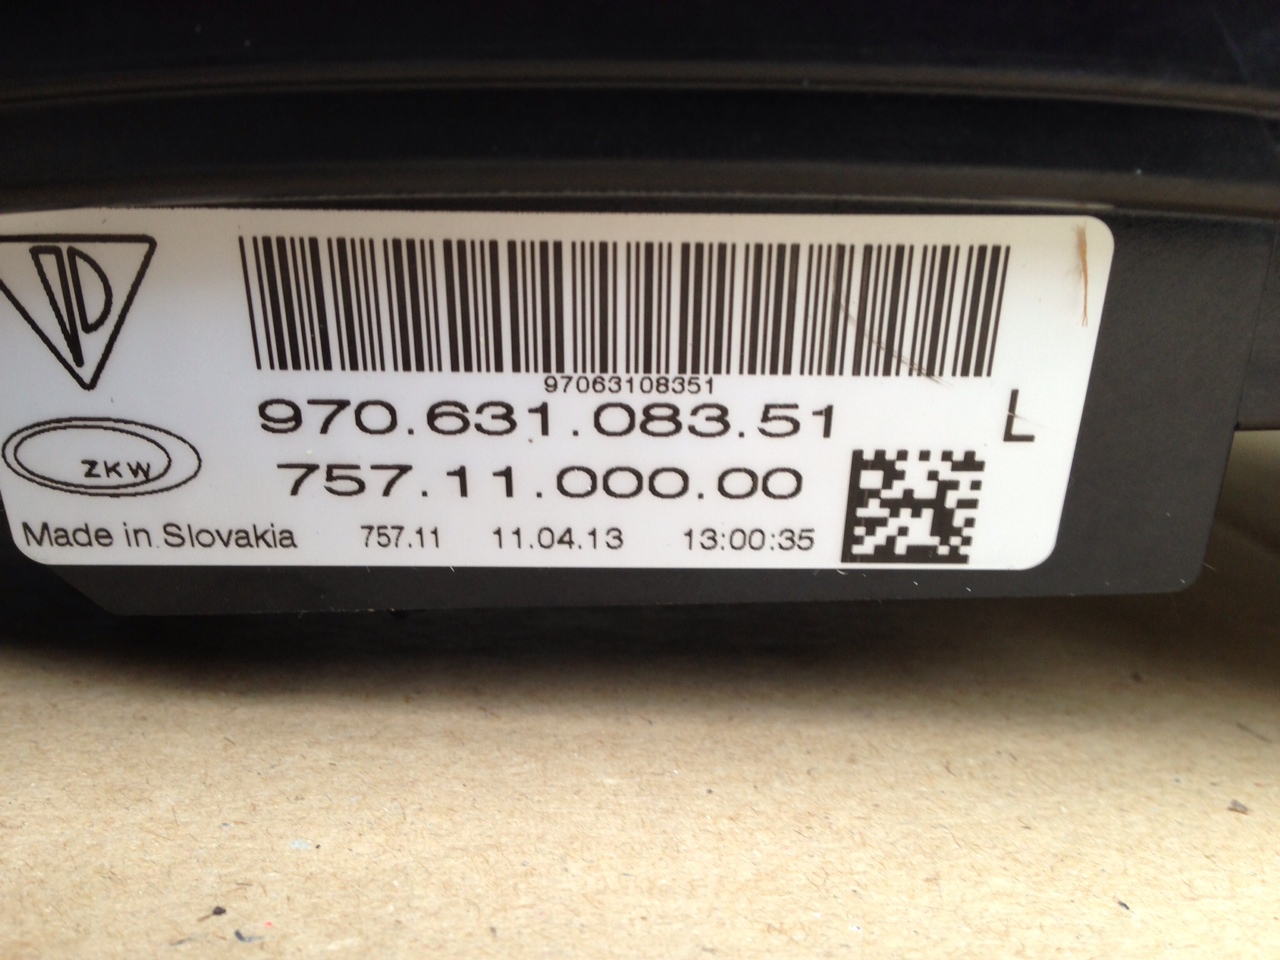 97063108351
970.631.083.51
L
ZKW
757.11.000.00
Made in Slovakia 757.11 11.04.13 13:00:35